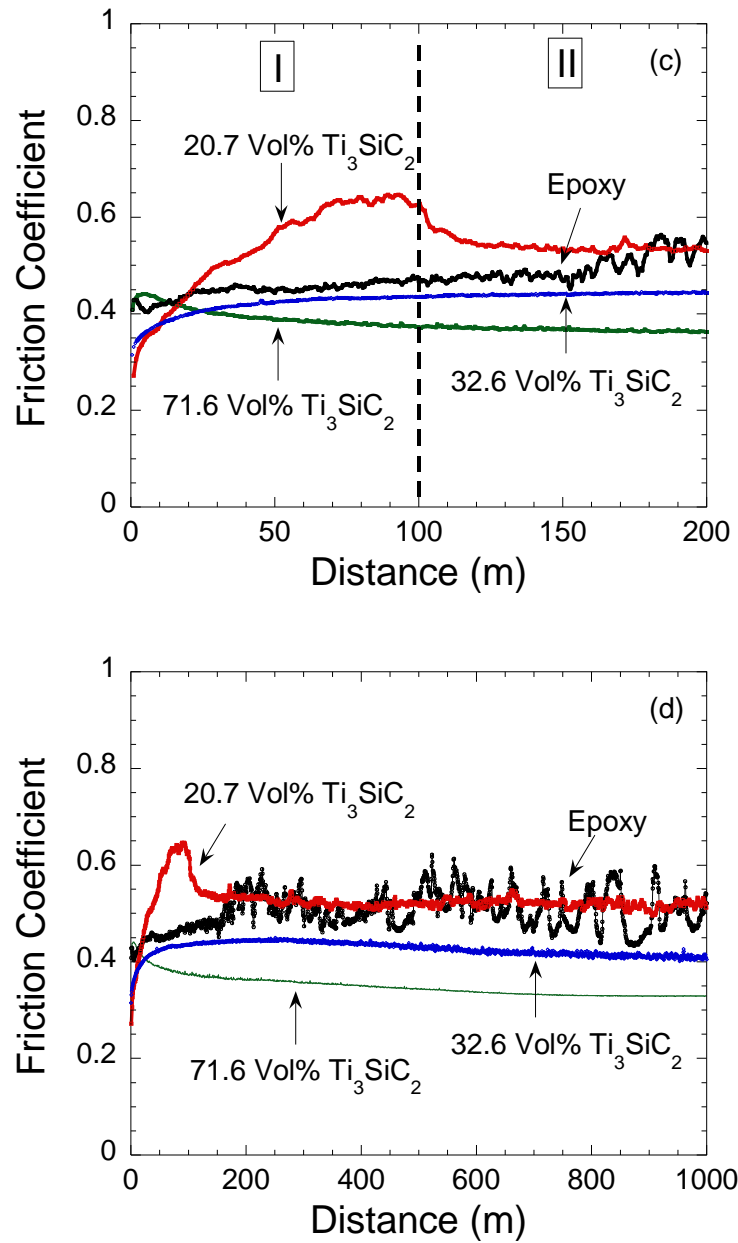 1
I
II
(c)
20.7 Vol% Ti₃SiC₂
0.8
Epoxy
0.6
Friction Coefficient
0.4
71.6 Vol% Ti₃SiC₂
32.6 Vol% Ti₃SiC₂
0.2
0
0 50 100 150 200
Distance (m)
1
(d)
0.8
20.7 Vol% Ti₃SiC₂
Epoxy
0.6
Friction Coefficient
0.4
71.6 Vol% Ti₃SiC₂
32.6 Vol% Ti₃SiC₂
0.2
0
0 200 400 600 800 1000
Distance (m)